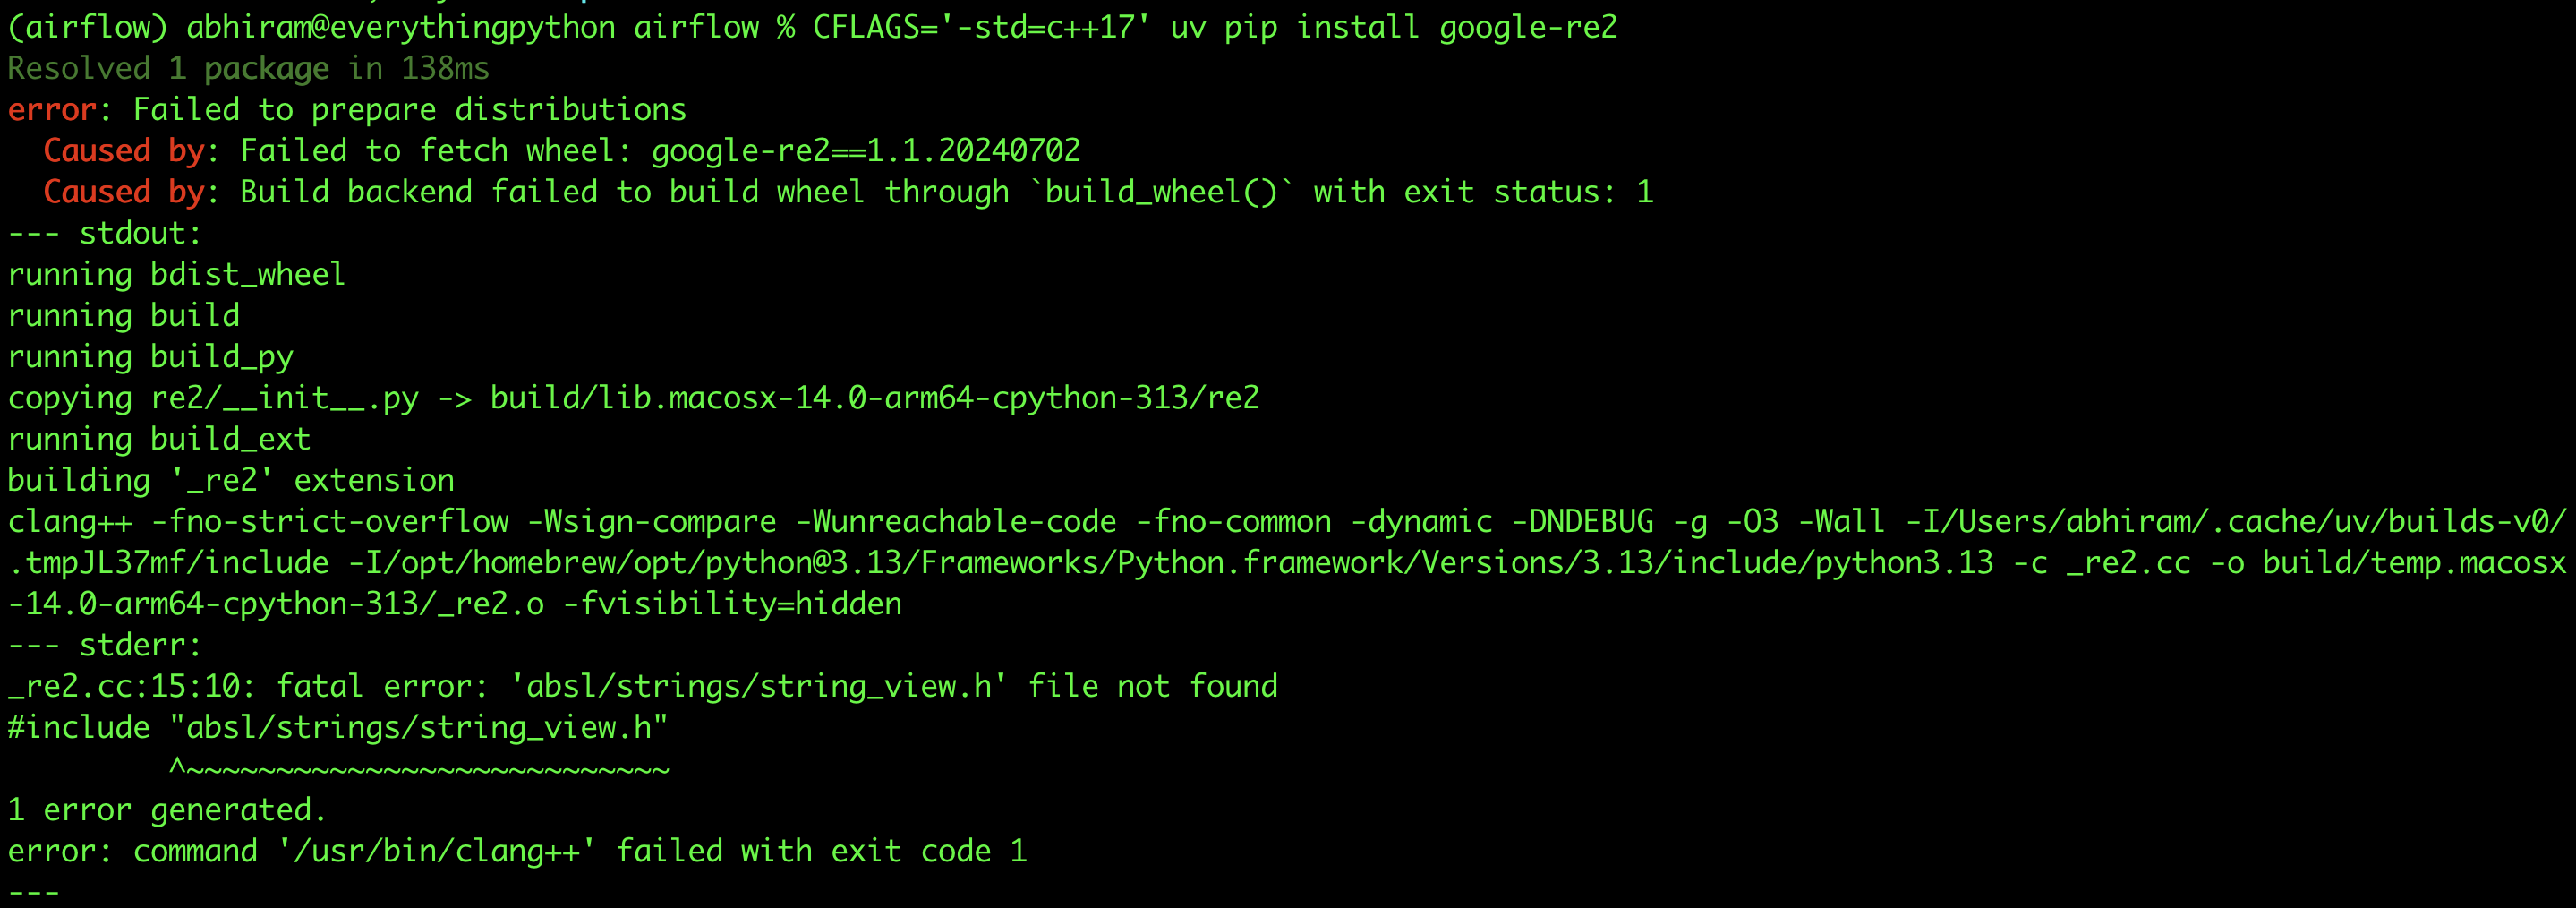 (airflow) abhiram@everythingpython airflow % CFLAGS='-std=c++17' uv pip install google-re2
Resolved 1 package in 138ms
error: Failed to prepare distributions
  Caused by: Failed to fetch wheel: google-re2==1.1.20240702
  Caused by: Build backend failed to build wheel through `build_wheel()` with exit status: 1
--- stdout:
running bdist_wheel
running build
running build_py
copying re2/__init__.py -> build/lib.macosx-14.0-arm64-cpython-313/re2
running build_ext
building '_re2' extension
clang++ -fno-strict-overflow -Wsign-compare -Wunreachable-code -fno-common -dynamic -DNDEBUG -g -O3 -Wall -I/Users/abhiram/.cache/uv/builds-v0/
.tmpJL37mf/include -I/opt/homebrew/opt/python@3.13/Frameworks/Python.framework/Versions/3.13/include/python3.13 -c _re2.cc -o build/temp.macosx
-14.0-arm64-cpython-313/_re2.o -fvisibility=hidden
--- stderr:
_re2.cc:15:10: fatal error: 'absl/strings/string_view.h' file not found
#include "absl/strings/string_view.h"
         ^~~~~~~~~~~~~~~~~~~~~~~~~~~~
1 error generated.
error: command '/usr/bin/clang++' failed with exit code 1
---